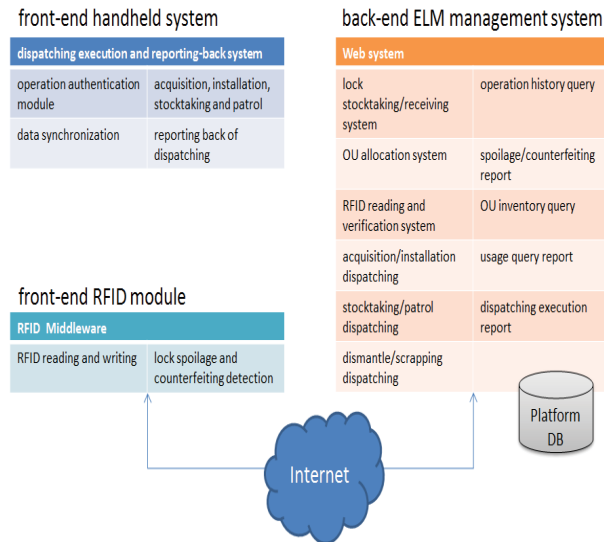 front-end handheld system
dispatching execution and reporting-back system
operation authentication
module
acquisition, installation,
stocktaking and patrol
data synchronization
reporting back of
dispatching
front-end RFID module
RFID Middleware
RFID reading and writing
lock spoilage and
counterfeiting detection
back-end ELM management system
Web system
lock
stocktaking/receiving
system
operation history query
OU allocation system
spoilage/counterfeiting
report
RFID reading and
verification system
OU inventory query
acquisition/installation
dispatching
usage query report
stocktaking/patrol
dispatching
dispatching execution
report
dismantle/scrapping
dispatching
Platform
DB
Internet